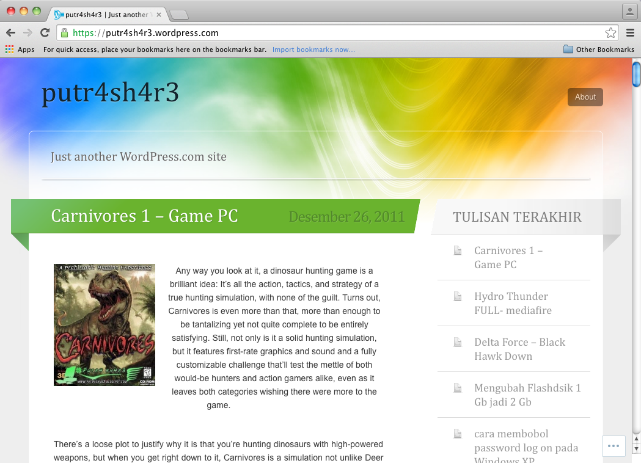 putr4sh4r3 | Just another
https://putr4sh4r3.wordpress.com
Apps For quick access, place your bookmarks here on the bookmarks bar. Import bookmarks now... Other Bookmarks
putr4sh4r3
About
Just another WordPress.com site
Carnivores 1 – Game PC Desember 26, 2011
CARNIVORES
CD-ROM
Any way you look at it, a dinosaur hunting game is a
brilliant idea: It's all the action, tactics, and strategy of a
true hunting simulation, with none of the guilt. Turns out,
Carnivores is even more than that, more than enough to
be tantalizing yet not quite complete to be entirely
satisfying. Still, not only is it a solid hunting simulation,
but it features first-rate graphics and sound and a fully
customizable challenge that'll test the mettle of both
would-be hunters and action gamers alike, even as it
leaves both categories wishing there were more to the
game.
There's a loose plot to justify why it is that you're hunting dinosaurs with high-powered
weapons, but when you get right down to it, Carnivores is a simulation not unlike Deer
TULISAN TERAKHIR
Carnivores 1 –
Game PC
Hydro Thunder
FULL- mediafire
Delta Force – Black
Hawk Down
Mengubah Flashdsik 1
Gb jadi 2 Gb
cara membobol
password log on pada
Windows XP